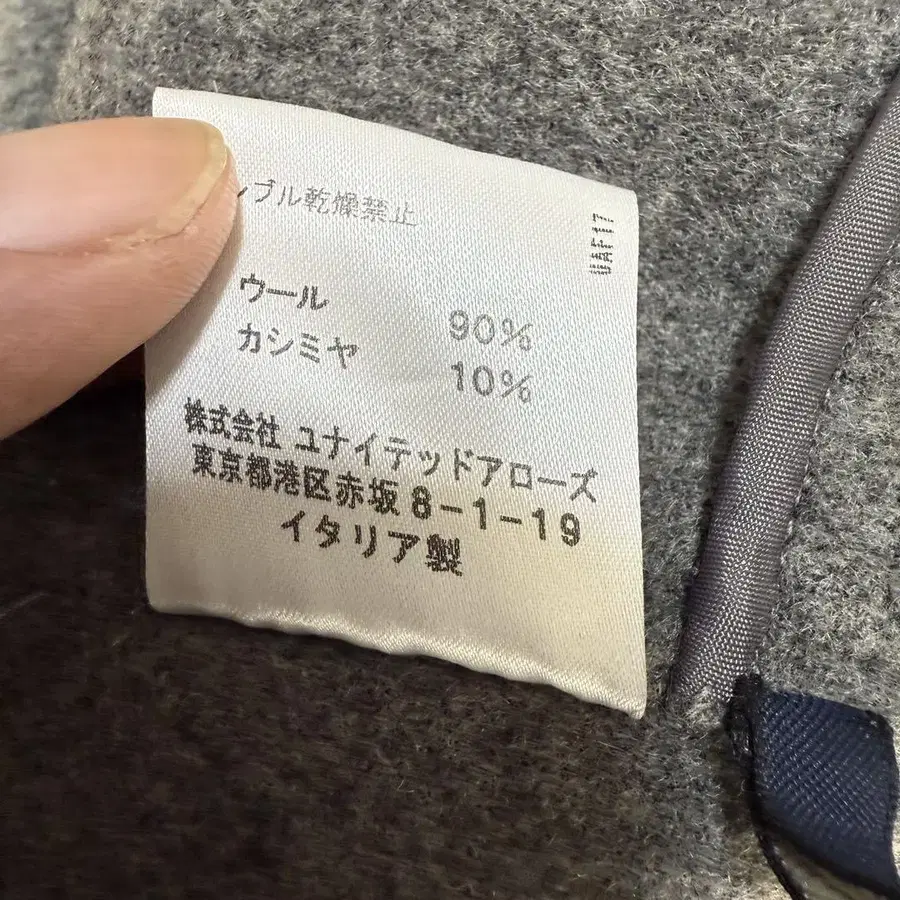 ブル乾燥禁止
ウール 90%
カシミヤ 10%
株式会社 ユナイテッドアローズ
東京都港区赤坂8-1-19
イタリア製